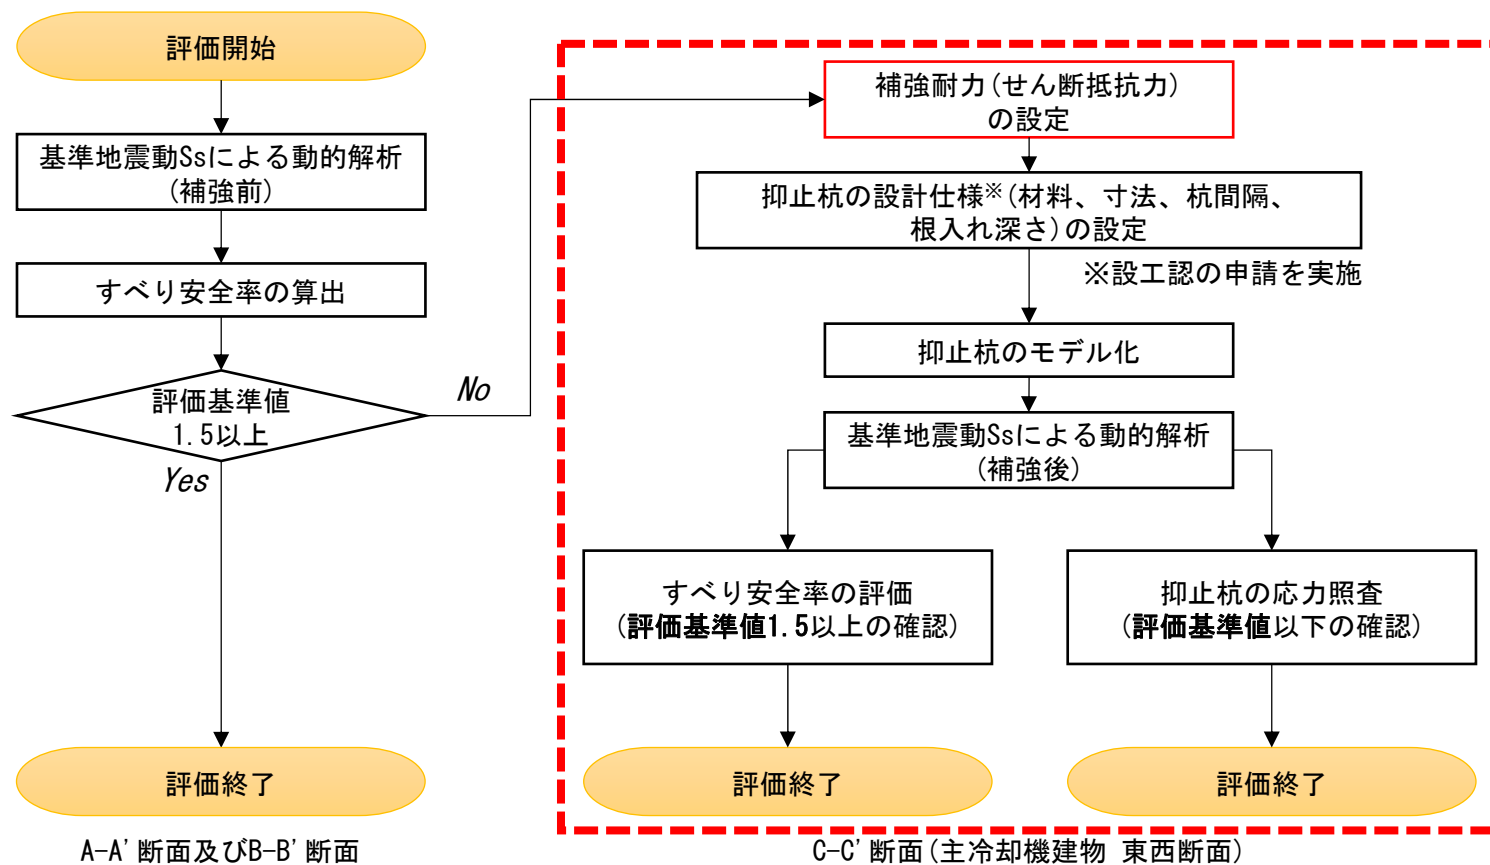 評価開始
基準地震動Ssによる動的解析
(補強前)
すべり安全率の算出
評価基準値
1.5以上
No
Yes
評価終了
A-A'断面及びB-B'断面
補強耐力(せん断抵抗力)
の設定
抑止杭の設計仕様※(材料、寸法、杭間隔、
根入れ深さ)の設定
※設工認の申請を実施
抑止杭のモデル化
基準地震動Ssによる動的解析
(補強後)
すべり安全率の評価
(評価基準値1.5以上の確認)
抑止杭の応力照査
(評価基準値以下の確認)
評価終了
評価終了
C-C'断面(主冷却機建物 東西断面)